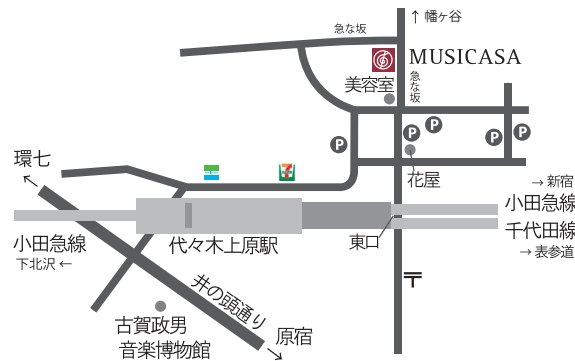 ↑ 幡ヶ谷
急な坂
MUSICASA
急な坂
美容室
P
P
P
P
P
環七
花屋
7
→ 新宿
小田急線
小田急線
千代田線
代々木上原駅
東口
下北沢 ←
→ 表参道
〒
井の頭通り
古賀政男
音楽博物館
原宿